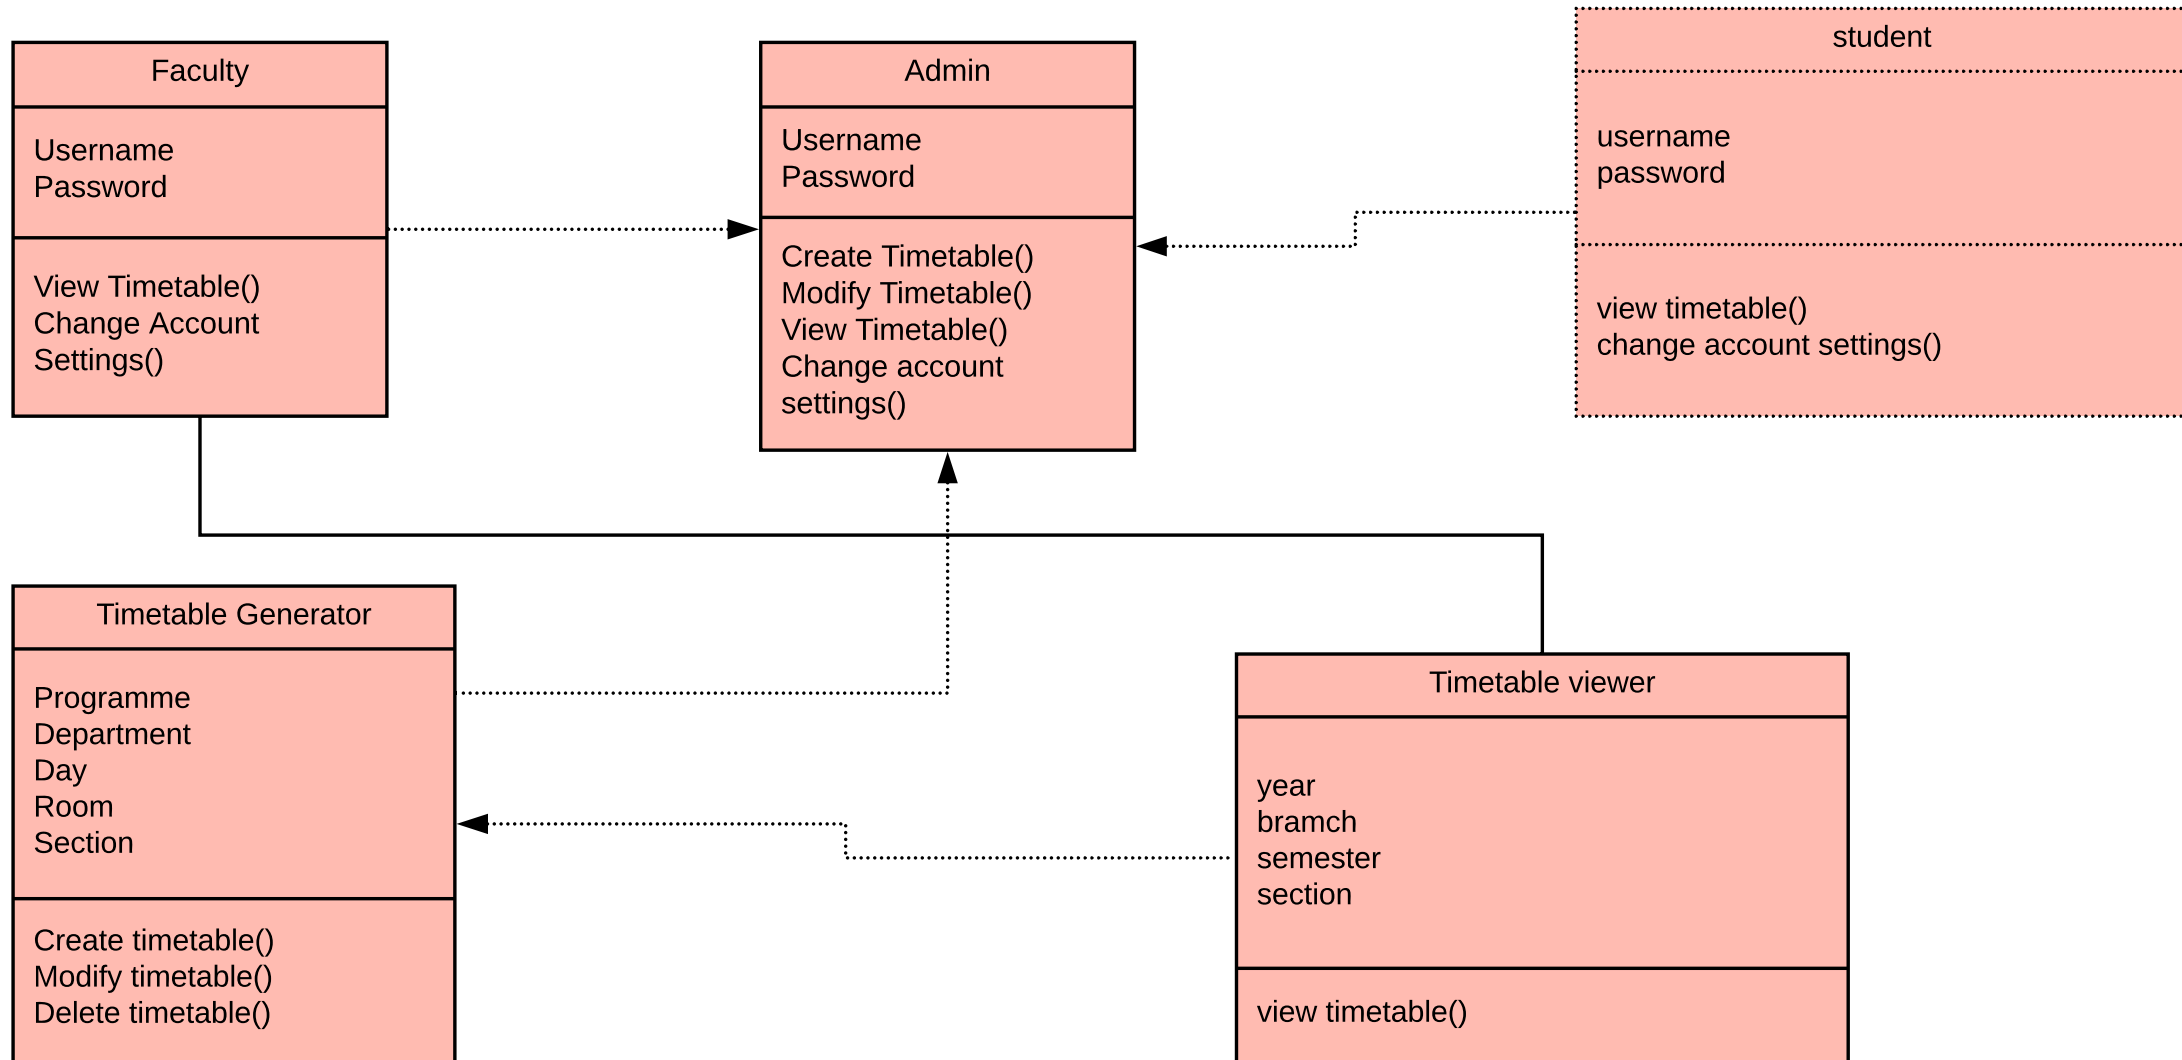 Faculty
Username
Password
View Timetable()
Change Account
Settings()
Admin
Username
Password
Create Timetable()
Modify Timetable()
View Timetable()
Change account
settings()
student
username
password
view timetable()
change account settings()
Timetable Generator
Programme
Department
Day
Room
Section
Create timetable()
Modify timetable()
Delete timetable()
Timetable viewer
year
bramch
semester
section
view timetable()